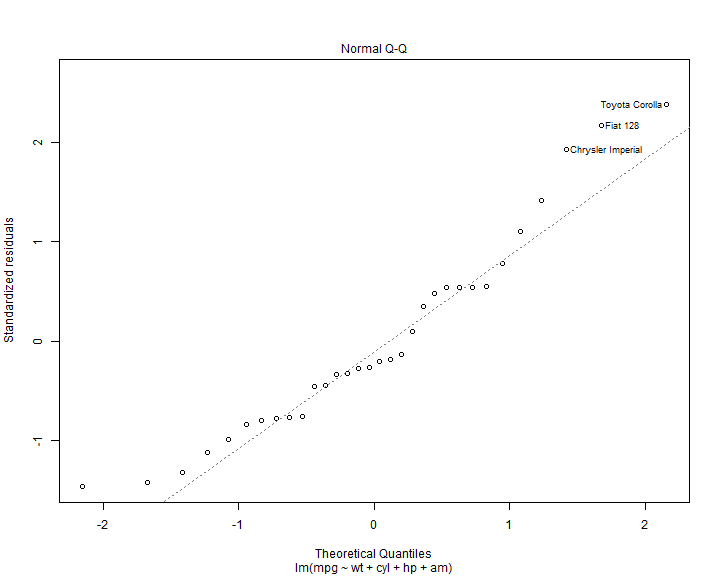 Normal Q-Q
Toyota Corolla
Fiat 128
Chrysler Imperial
Standardized residuals
2
1
0
-1
-2
-1
0
1
2
Theoretical Quantiles
lm(mpg ~ wt + cyl + hp + am)